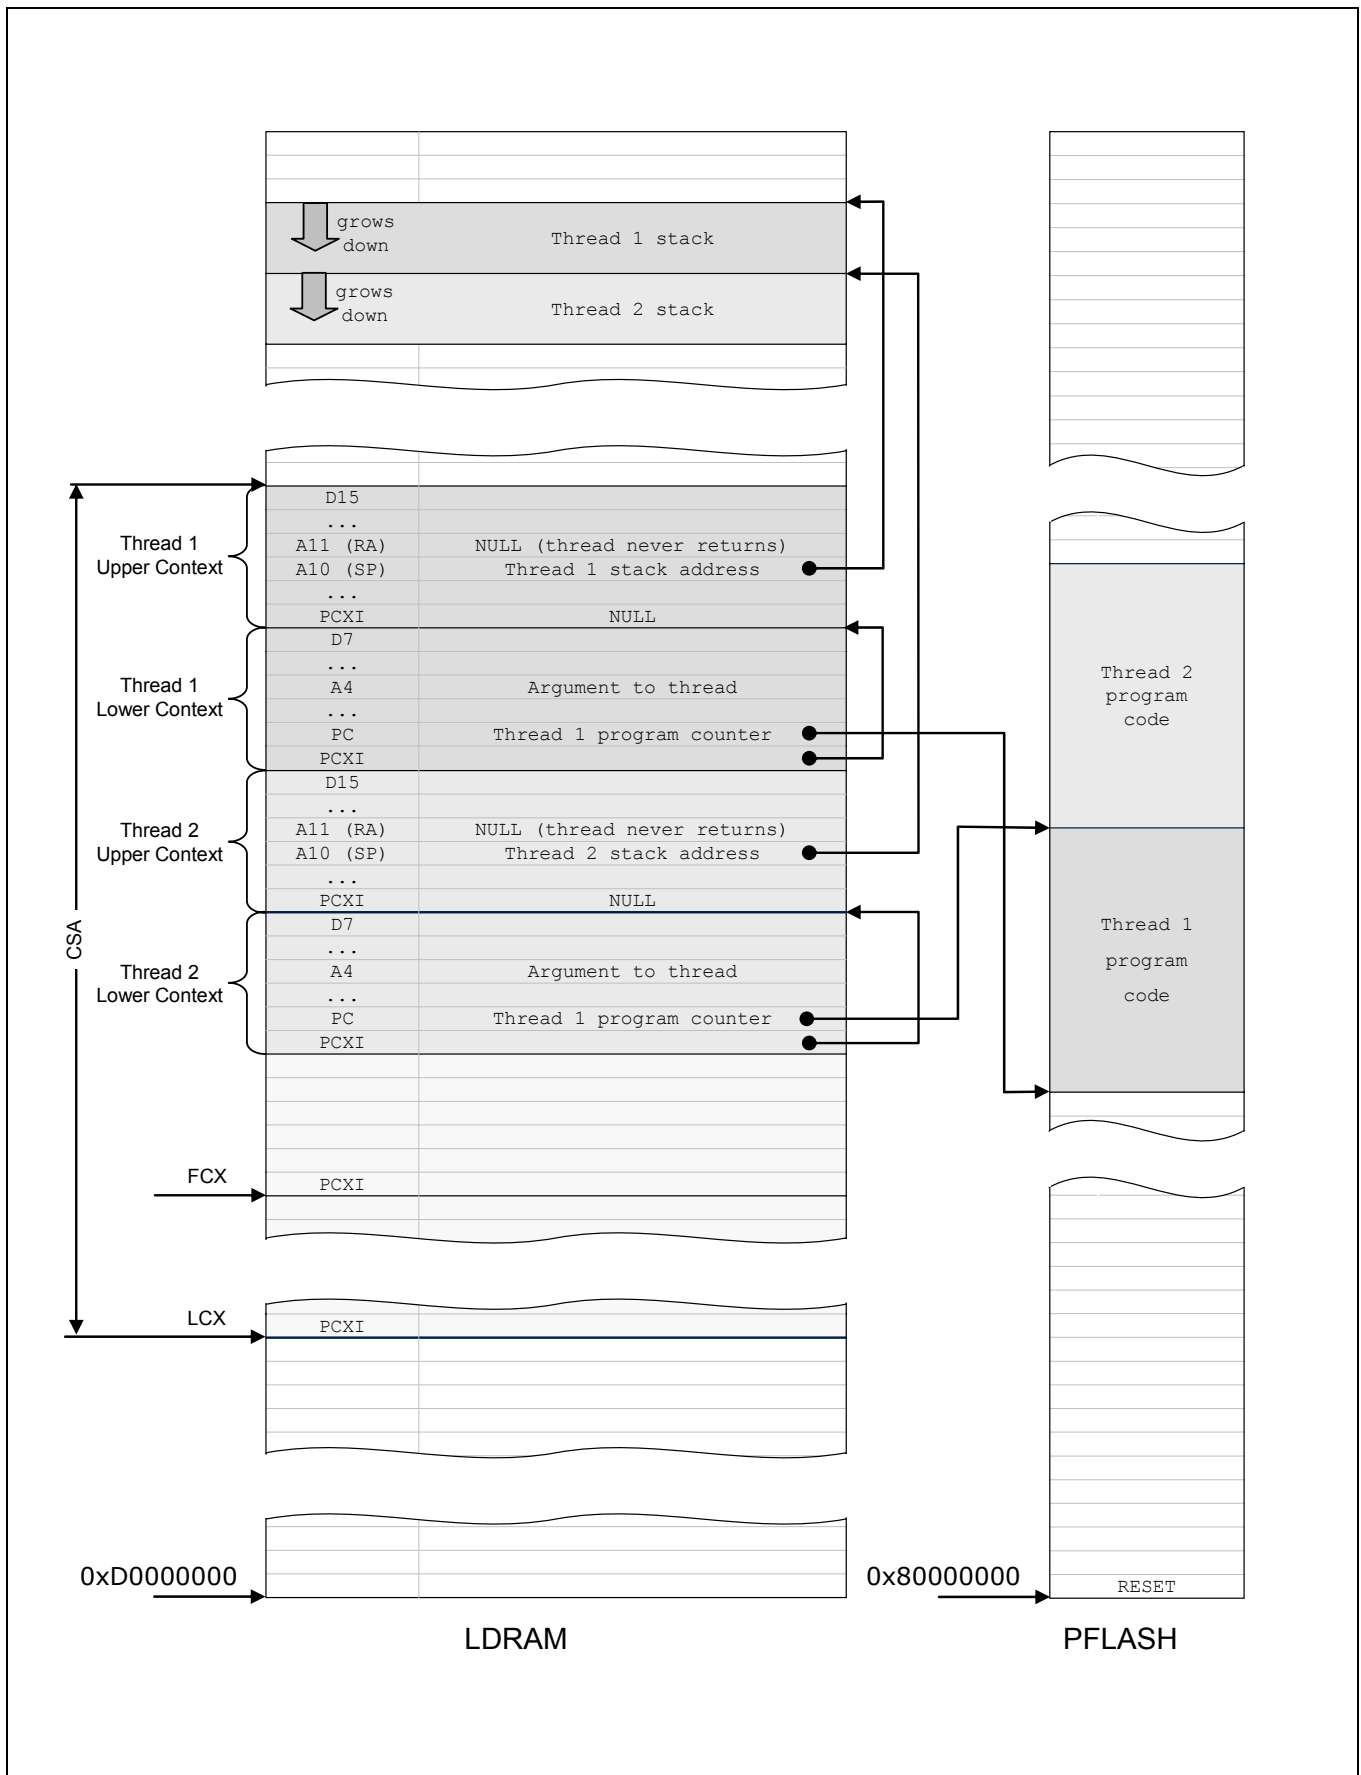 grows
down
Thread 1 stack
grows
down
Thread 2 stack
CSA
Thread 1
Upper Context
D15
...
A11 (RA) NULL (thread never returns)
A10 (SP) Thread 1 stack address
...
PCXI NULL
Thread 1
Lower Context
D7
...
A4 Argument to thread
...
PC Thread 1 program counter
PCXI
Thread 2
Upper Context
D15
...
A11 (RA) NULL (thread never returns)
A10 (SP) Thread 2 stack address
...
PCXI NULL
Thread 2
Lower Context
D7
...
A4 Argument to thread
...
PC Thread 1 program counter
PCXI
FCX
PCXI
LCX
PCXI
0xD0000000
LDRAM
Thread 2
program
code
Thread 1
program
code
0x80000000
RESET
PFLASH